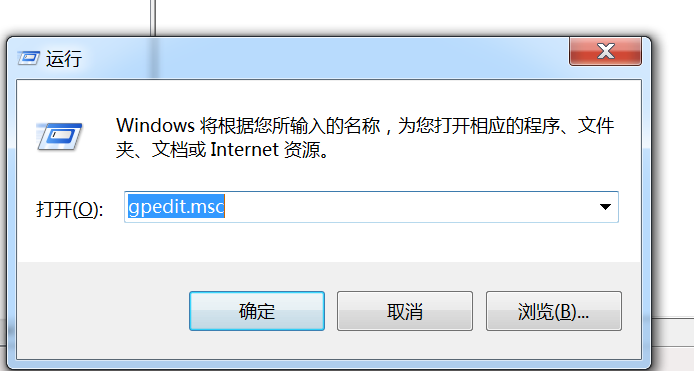 运行
Windows 将根据您所输入的名称，为您打开相应的程序、文件
夹、文档或 Internet 资源。
打开(O): gpedit.msc
确定 取消 浏览(B)...